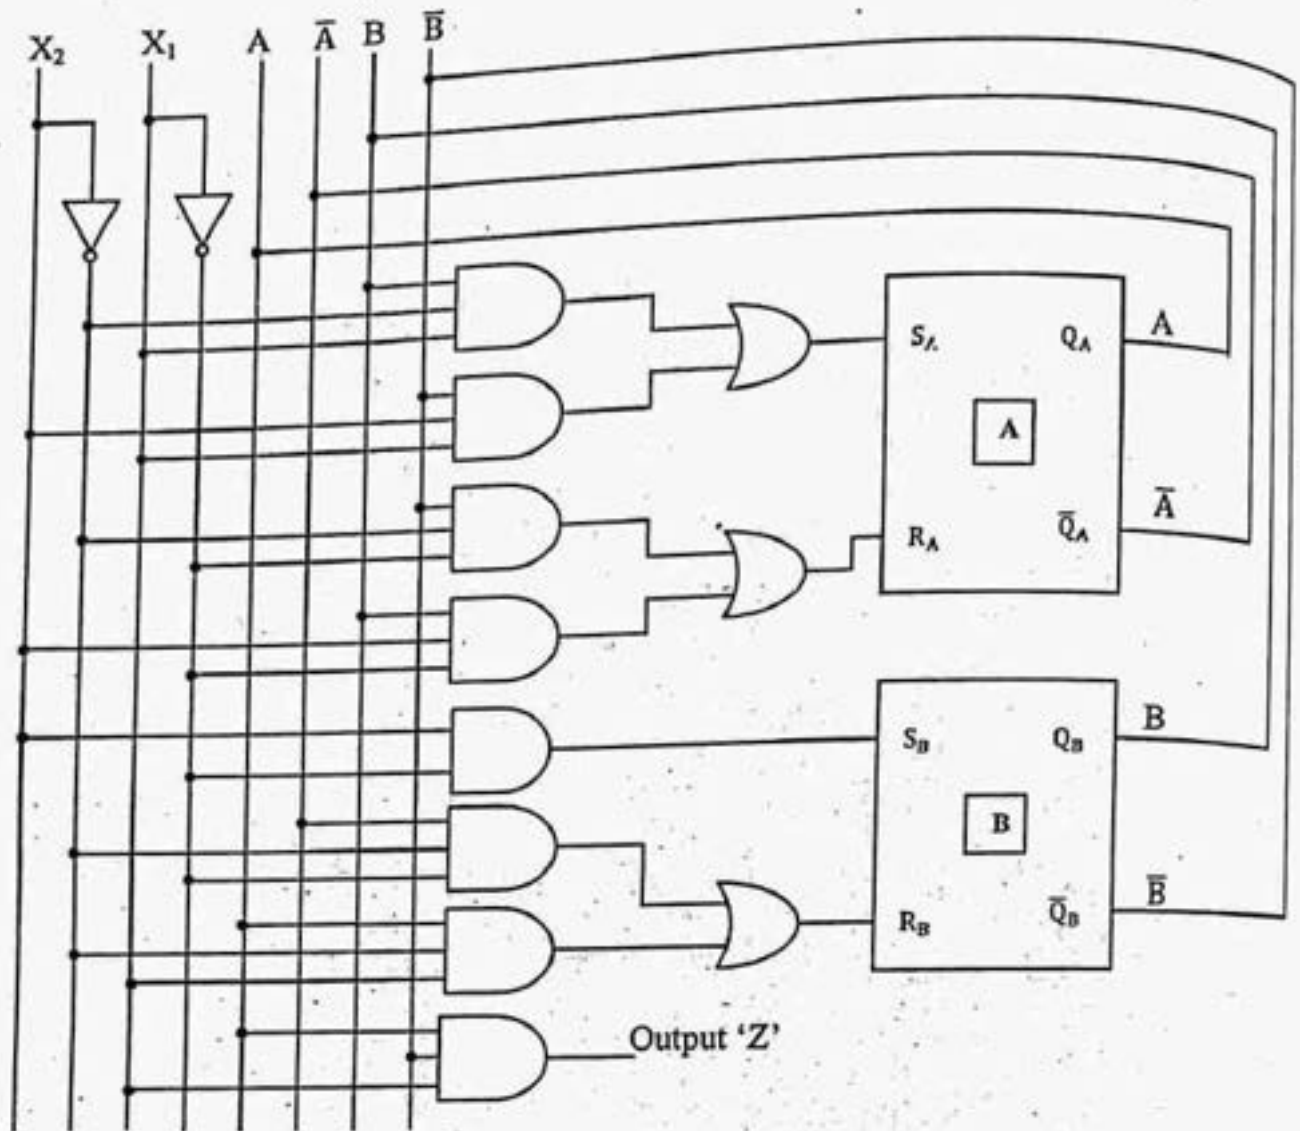 X₂ X₁ A A̅ B B̅
S_A Q_A A
A
R_A Q̅_A A̅
S_B Q_B B
B
R_B Q̅_B B̅
Output ‘Z’